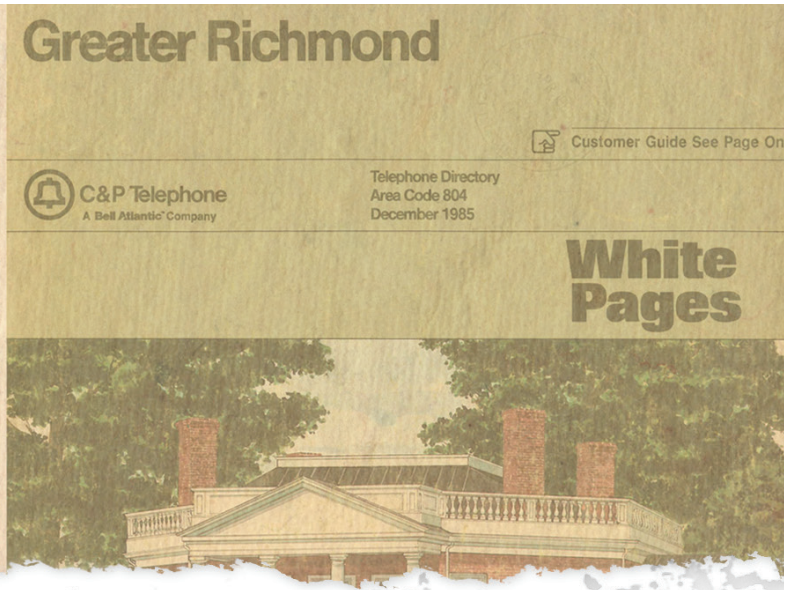 Greater Richmond
Customer Guide See Page On
C&P Telephone
A Bell Atlantic℠ Company
Telephone Directory
Area Code 804
December 1985
White
Pages